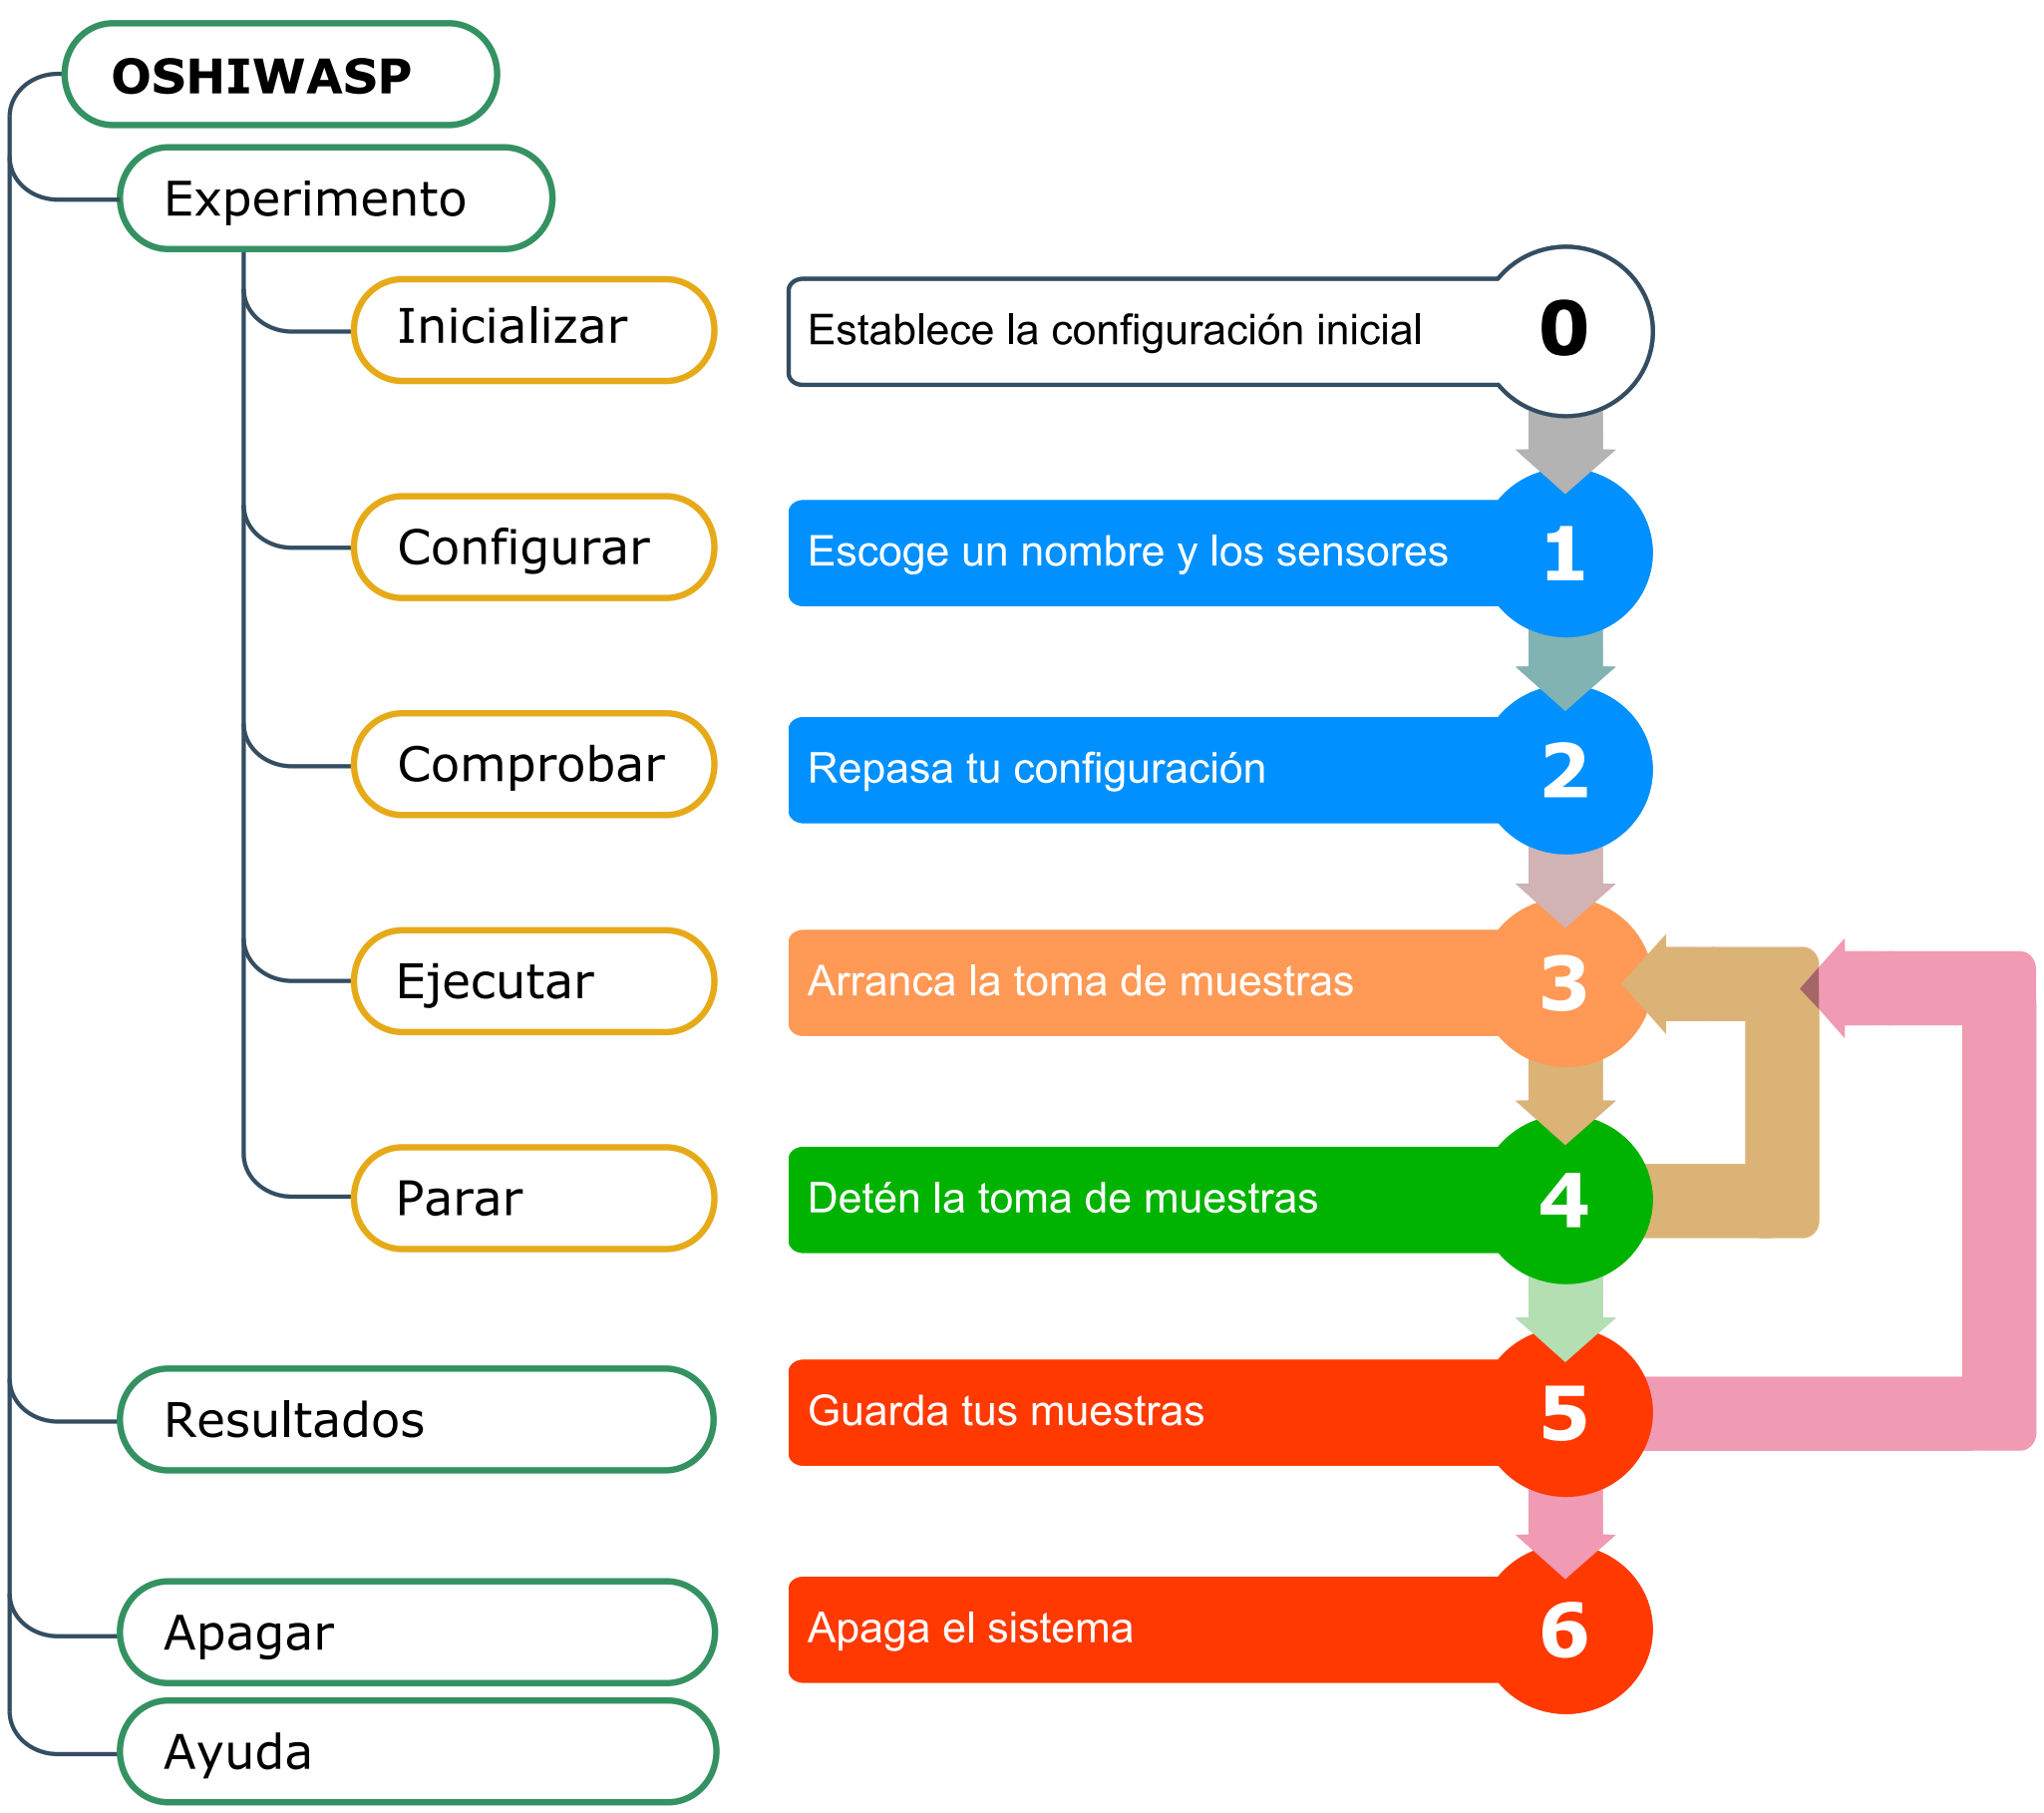 OSHIWASP
Experimento
Inicializar
Establece la configuración inicial
0
Configurar
Escoge un nombre y los sensores
1
Comprobar
Repasa tu configuración
2
Ejecutar
Arranca la toma de muestras
3
Parar
Detén la toma de muestras
4
Resultados
Guarda tus muestras
5
Apagar
Apaga el sistema
6
Ayuda